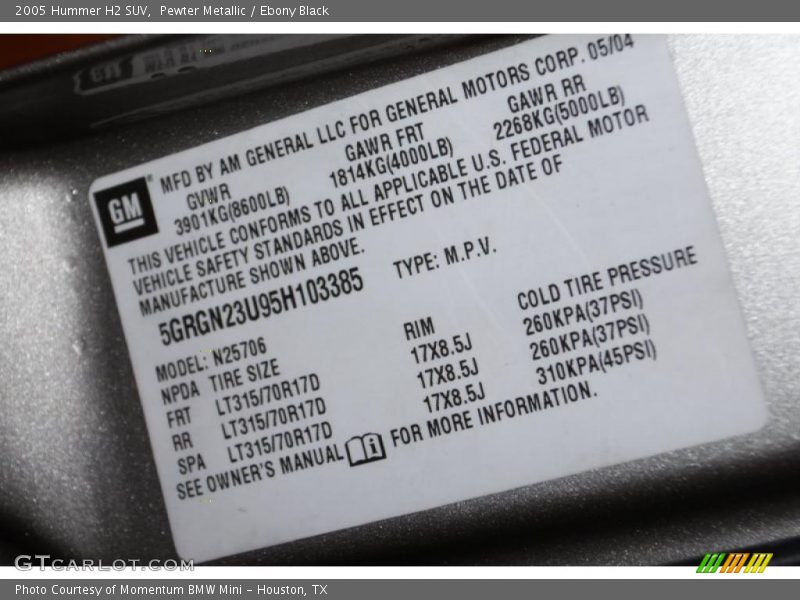 2005 Hummer H2 SUV,  Pewter Metallic / Ebony Black
MFD BY AM GENERAL LLC FOR GENERAL MOTORS CORP. 05/04
GVWR GAWR FRT GAWR RR
3901KG(8600LB) 1814KG(4000LB) 2268KG(5000LB)
GM
THIS VEHICLE CONFORMS TO ALL APPLICABLE U.S. FEDERAL MOTOR
VEHICLE SAFETY STANDARDS IN EFFECT ON THE DATE OF
MANUFACTURE SHOWN ABOVE.
5GRGN23U95H103385 TYPE: M.P.V.
MODEL: N25706
NPDA TIRE SIZE RIM COLD TIRE PRESSURE
FRT LT315/70R17D 17X8.5J 260KPA(37PSI)
RR LT315/70R17D 17X8.5J 260KPA(37PSI)
SPA LT315/70R17D 17X8.5J 310KPA(45PSI)
SEE OWNER'S MANUAL FOR MORE INFORMATION.
GTCARLOT.COM
Photo Courtesy of Momentum BMW Mini - Houston, TX